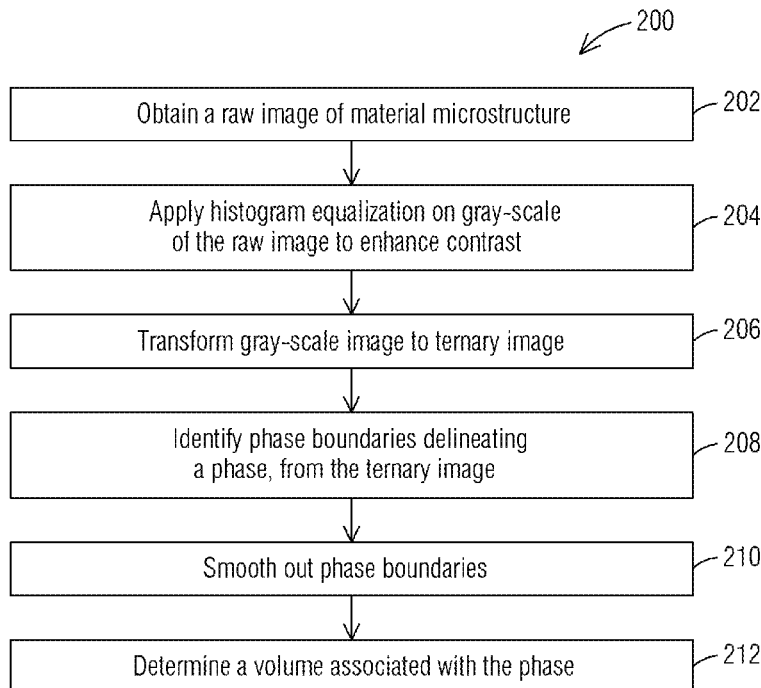 200
Obtain a raw image of material microstructure
202
Apply histogram equalization on gray-scale
of the raw image to enhance contrast
204
Transform gray-scale image to ternary image
206
Identify phase boundaries delineating
a phase, from the ternary image
208
Smooth out phase boundaries
210
Determine a volume associated with the phase
212